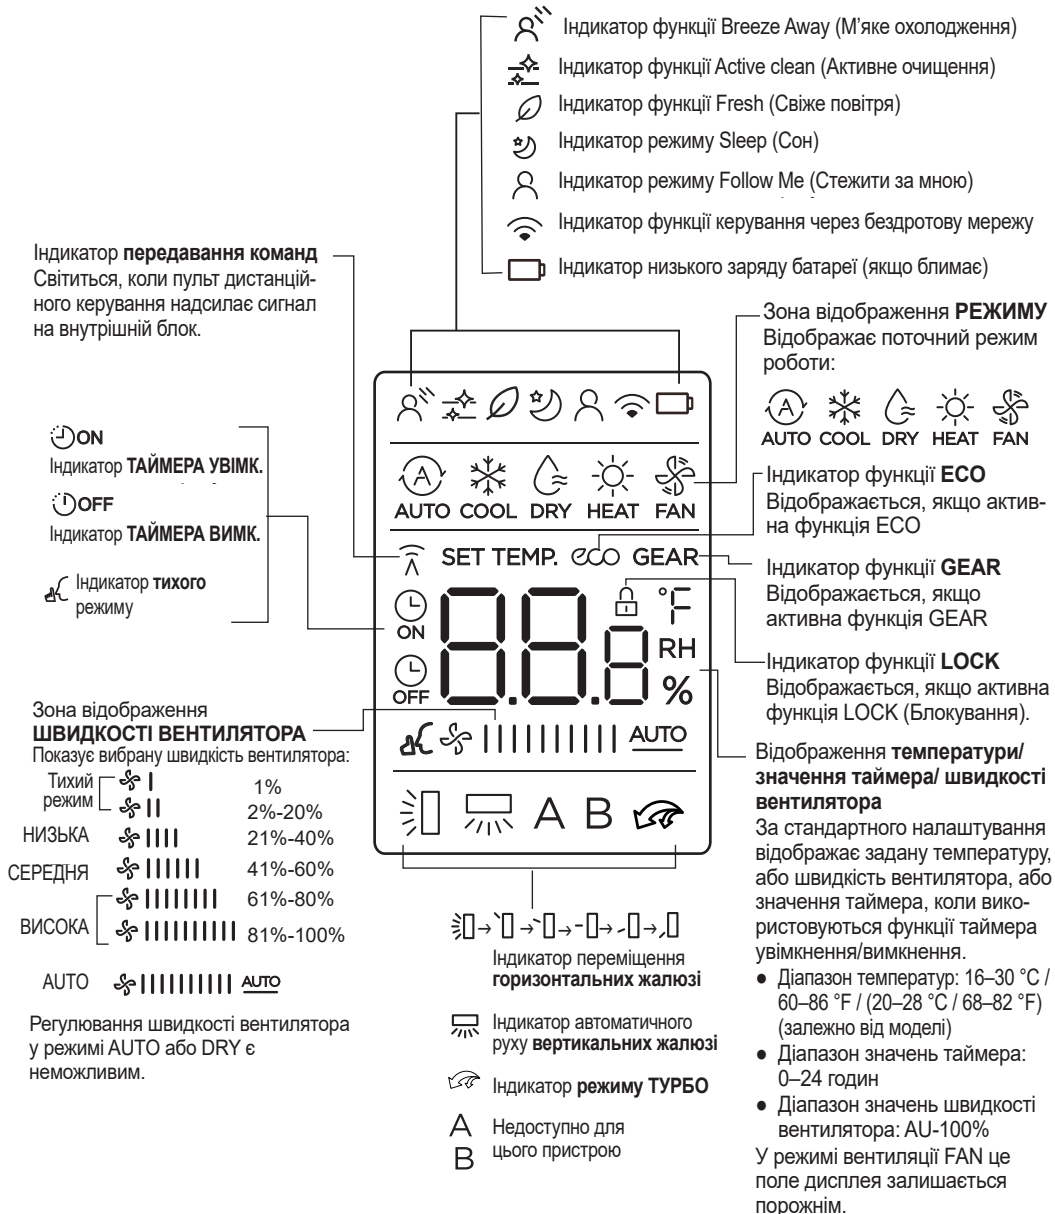 Індикатор функції Breeze Away (М’яке охолодження)
Індикатор функції Active clean (Активне очищення)
Індикатор функції Fresh (Свіже повітря)
Індикатор режиму Sleep (Сон)
Індикатор режиму Follow Me (Стежити за мною)
Індикатор функції керування через бездротову мережу
Індикатор низького заряду батареї (якщо блимає)
Індикатор передавання команд
Світиться, коли пульт дистанцій-
ного керування надсилає сигнал
на внутрішній блок.
ON
Індикатор ТАЙМЕРА УВІМК.
OFF
Індикатор ТАЙМЕРА ВИМК.
Індикатор тихого
режиму
Зона відображення
ШВИДКОСТІ ВЕНТИЛЯТОРА
Показує вибрану швидкість вентилятора:
Тихий
режим
1%
2%-20%
НИЗЬКА 21%-40%
СЕРЕДНЯ 41%-60%
61%-80%
ВИСОКА
81%-100%
AUTO AUTO
Регулювання швидкості вентилятора
у режимі AUTO або DRY є
неможливим.
A
AUTO COOL DRY HEAT FAN
SET TEMP. eco GEAR
ON
OFF
88.8
°F
RH
%
AUTO
A B
Індикатор переміщення
горизонтальних жалюзі
Індикатор автоматичного
руху вертикальних жалюзі
Індикатор режиму ТУРБО
A
B
Недоступно для
цього пристрою
Зона відображення РЕЖИМУ
Відображає поточний режим
роботи:
A
AUTO COOL DRY HEAT FAN
Індикатор функції ECO
Відображається, якщо актив-
на функція ECO
Індикатор функції GEAR
Відображається, якщо
активна функція GEAR
Індикатор функції LOCK
Відображається, якщо активна
функція LOCK (Блокування).
Відображення температури/
значення таймера/ швидкості
вентилятора
За стандартного налаштування
відображає задану температуру,
або швидкість вентилятора, або
значення таймера, коли вико-
ристовуються функції таймера
увімкнення/вимкнення.
● Діапазон температур: 16–30 °C /
60–86 °F / (20–28 °C / 68–82 °F)
(залежно від моделі)
● Діапазон значень таймера:
0–24 годин
● Діапазон значень швидкості
вентилятора: AU-100%
У режимі вентиляції FAN це
поле дисплея залишається
порожнім.